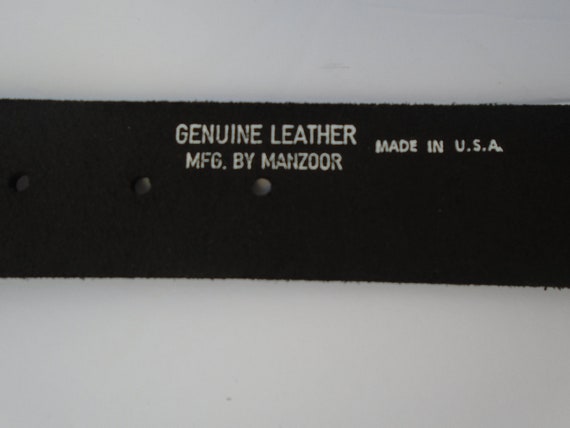 GENUINE LEATHER
MFG. BY MANZOOR
MADE IN U.S.A.